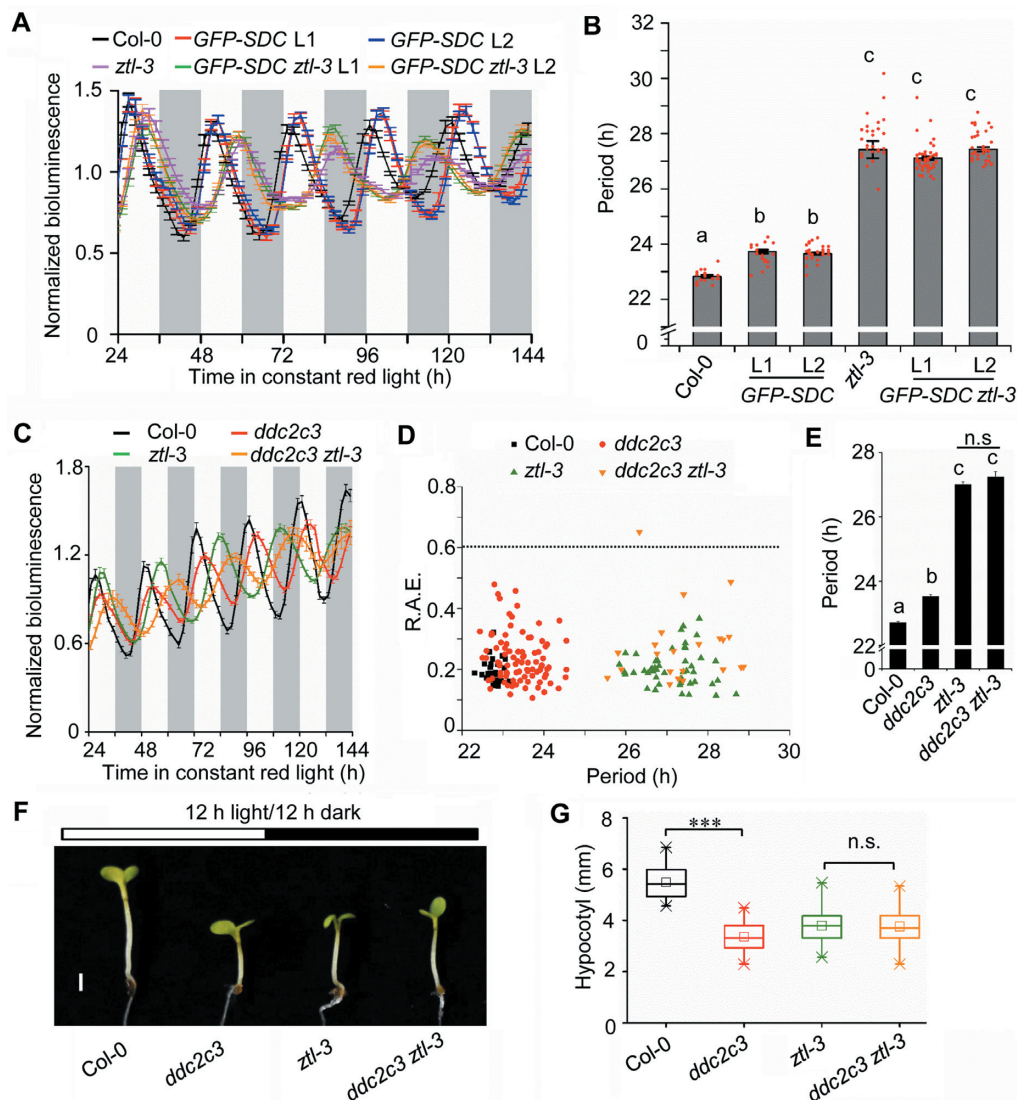 A
Col-0 GFP-SDC L1 GFP-SDC L2
ztl-3 GFP-SDC ztl-3 L1 GFP-SDC ztl-3 L2
Normalized bioluminescence
1.5
1.0
0.5
0
24 48 72 96 120 144
Time in constant red light (h)
B
Period (h)
32
30
28
26
24
22
0
a b b c c c
Col-0 L1 L2 ztl-3 L1 L2
GFP-SDC GFP-SDC ztl-3
C
Col-0 ddc2c3
ztl-3 ddc2c3 ztl-3
Normalized bioluminescence
1.8
1.2
0.6
0
24 48 72 96 120 144
Time in constant red light (h)
D
Col-0 ddc2c3
ztl-3 ddc2c3 ztl-3
R.A.E.
0.8
0.6
0.4
0.2
0.0
22 24 26 28 30
Period (h)
E
n.s
Period (h)
28
26
24
22
0
a b c c
Col-0 ddc2c3 ztl-3 ddc2c3 ztl-3
F
12 h light/12 h dark
Col-0 ddc2c3 ztl-3 ddc2c3 ztl-3
G
Hypocotyl (mm)
8
6
4
2
0
*** n.s.
Col-0 ddc2c3 ztl-3 ddc2c3 ztl-3